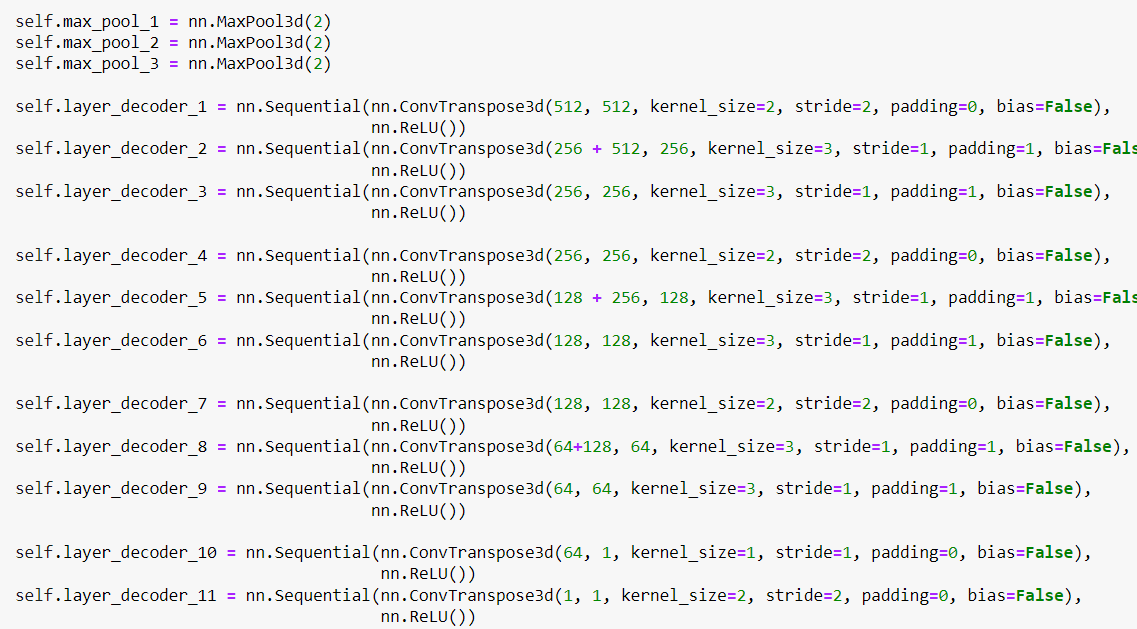 self.max_pool_1 = nn.MaxPool3d(2)
self.max_pool_2 = nn.MaxPool3d(2)
self.max_pool_3 = nn.MaxPool3d(2)
self.layer_decoder_1 = nn.Sequential(nn.ConvTranspose3d(512, 512, kernel_size=2, stride=2, padding=0, bias=False),
nn.ReLU())
self.layer_decoder_2 = nn.Sequential(nn.ConvTranspose3d(256 + 512, 256, kernel_size=3, stride=1, padding=1, bias=Fals
nn.ReLU())
self.layer_decoder_3 = nn.Sequential(nn.ConvTranspose3d(256, 256, kernel_size=3, stride=1, padding=1, bias=False),
nn.ReLU())
self.layer_decoder_4 = nn.Sequential(nn.ConvTranspose3d(256, 256, kernel_size=2, stride=2, padding=0, bias=False),
nn.ReLU())
self.layer_decoder_5 = nn.Sequential(nn.ConvTranspose3d(128 + 256, 128, kernel_size=3, stride=1, padding=1, bias=Fals
nn.ReLU())
self.layer_decoder_6 = nn.Sequential(nn.ConvTranspose3d(128, 128, kernel_size=3, stride=1, padding=1, bias=False),
nn.ReLU())
self.layer_decoder_7 = nn.Sequential(nn.ConvTranspose3d(128, 128, kernel_size=2, stride=2, padding=0, bias=False),
nn.ReLU())
self.layer_decoder_8 = nn.Sequential(nn.ConvTranspose3d(64+128, 64, kernel_size=3, stride=1, padding=1, bias=False),
nn.ReLU())
self.layer_decoder_9 = nn.Sequential(nn.ConvTranspose3d(64, 64, kernel_size=3, stride=1, padding=1, bias=False),
nn.ReLU())
self.layer_decoder_10 = nn.Sequential(nn.ConvTranspose3d(64, 1, kernel_size=1, stride=1, padding=0, bias=False),
nn.ReLU())
self.layer_decoder_11 = nn.Sequential(nn.ConvTranspose3d(1, 1, kernel_size=2, stride=2, padding=0, bias=False),
nn.ReLU())